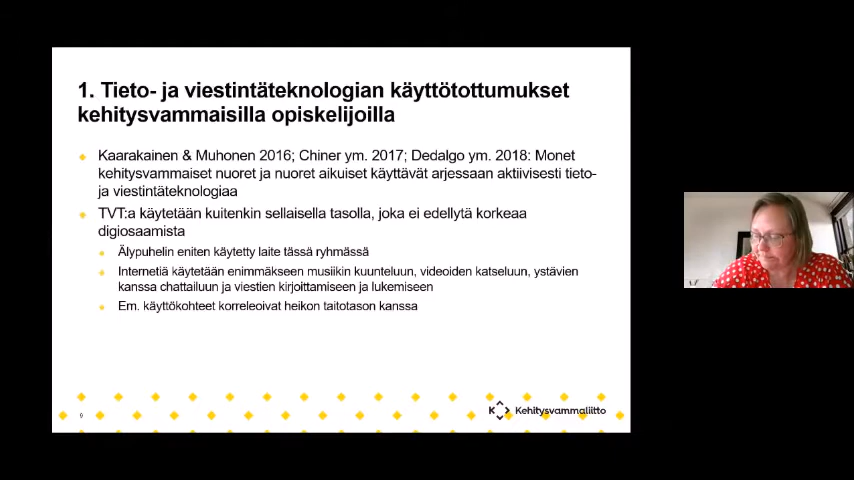 1. Tieto- ja viestintäteknologian käyttötottumukset
kehitysvammaisilla opiskelijoilla
Kaarakainen & Muhonen 2016; Chiner ym. 2017; Dedalgo ym. 2018: Monet
kehitysvammaiset nuoret ja nuoret aikuiset käyttävät arjessaan aktiivisesti tieto-
ja viestintäteknologiaa
TVT:a käytetään kuitenkin sellaisella tasolla, joka ei edellytä korkeaa
digiosaamista
Älypuhelin eniten käytetty laite tässä ryhmässä
Internetiä käytetään enimmäkseen musiikin kuunteluun, videoiden katseluun, ystävien
kanssa chattailuun ja viestien kirjoittamiseen ja lukemiseen
Em. käyttökohteet korreleoivat heikon taitotason kanssa
9
Kehitysvammaliitto